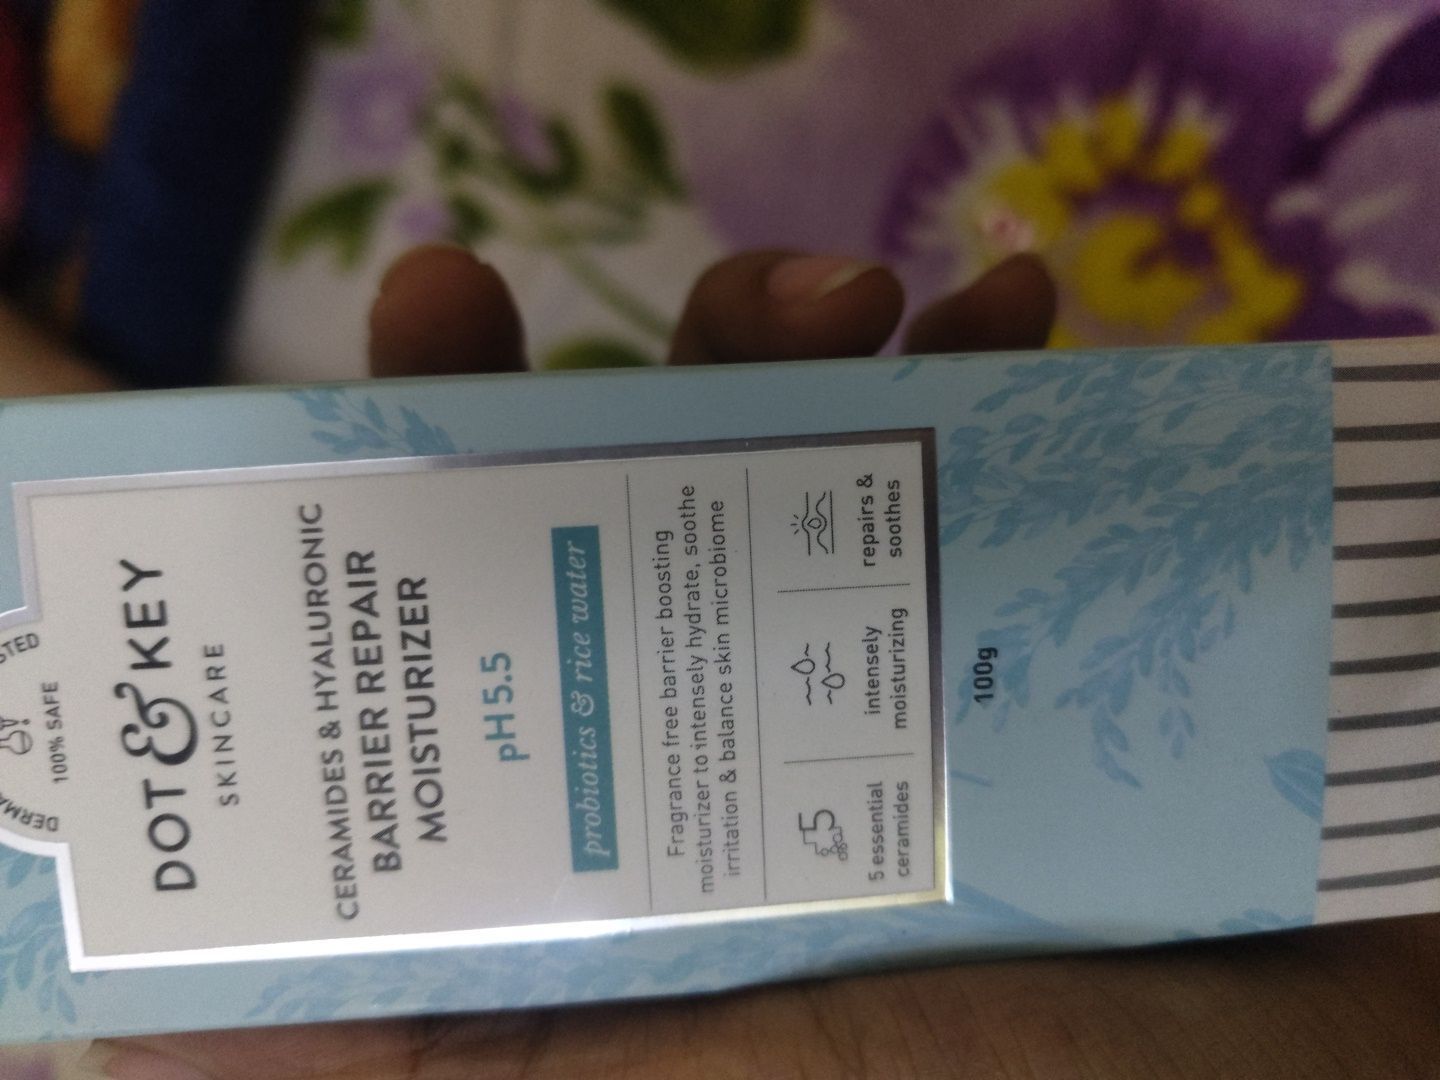 100% SAFE
DOT & KEY
SKINCARE
CERAMIDES & HYALURONIC
BARRIER REPAIR
MOISTURIZER
pH 5.5
probiotics & rice water
Fragrance free barrier boosting
moisturizer to intensely hydrate, soothe
irritation & balance skin microbiome
5
5 essential
ceramides
intensely
moisturizing
repairs &
soothes
100g